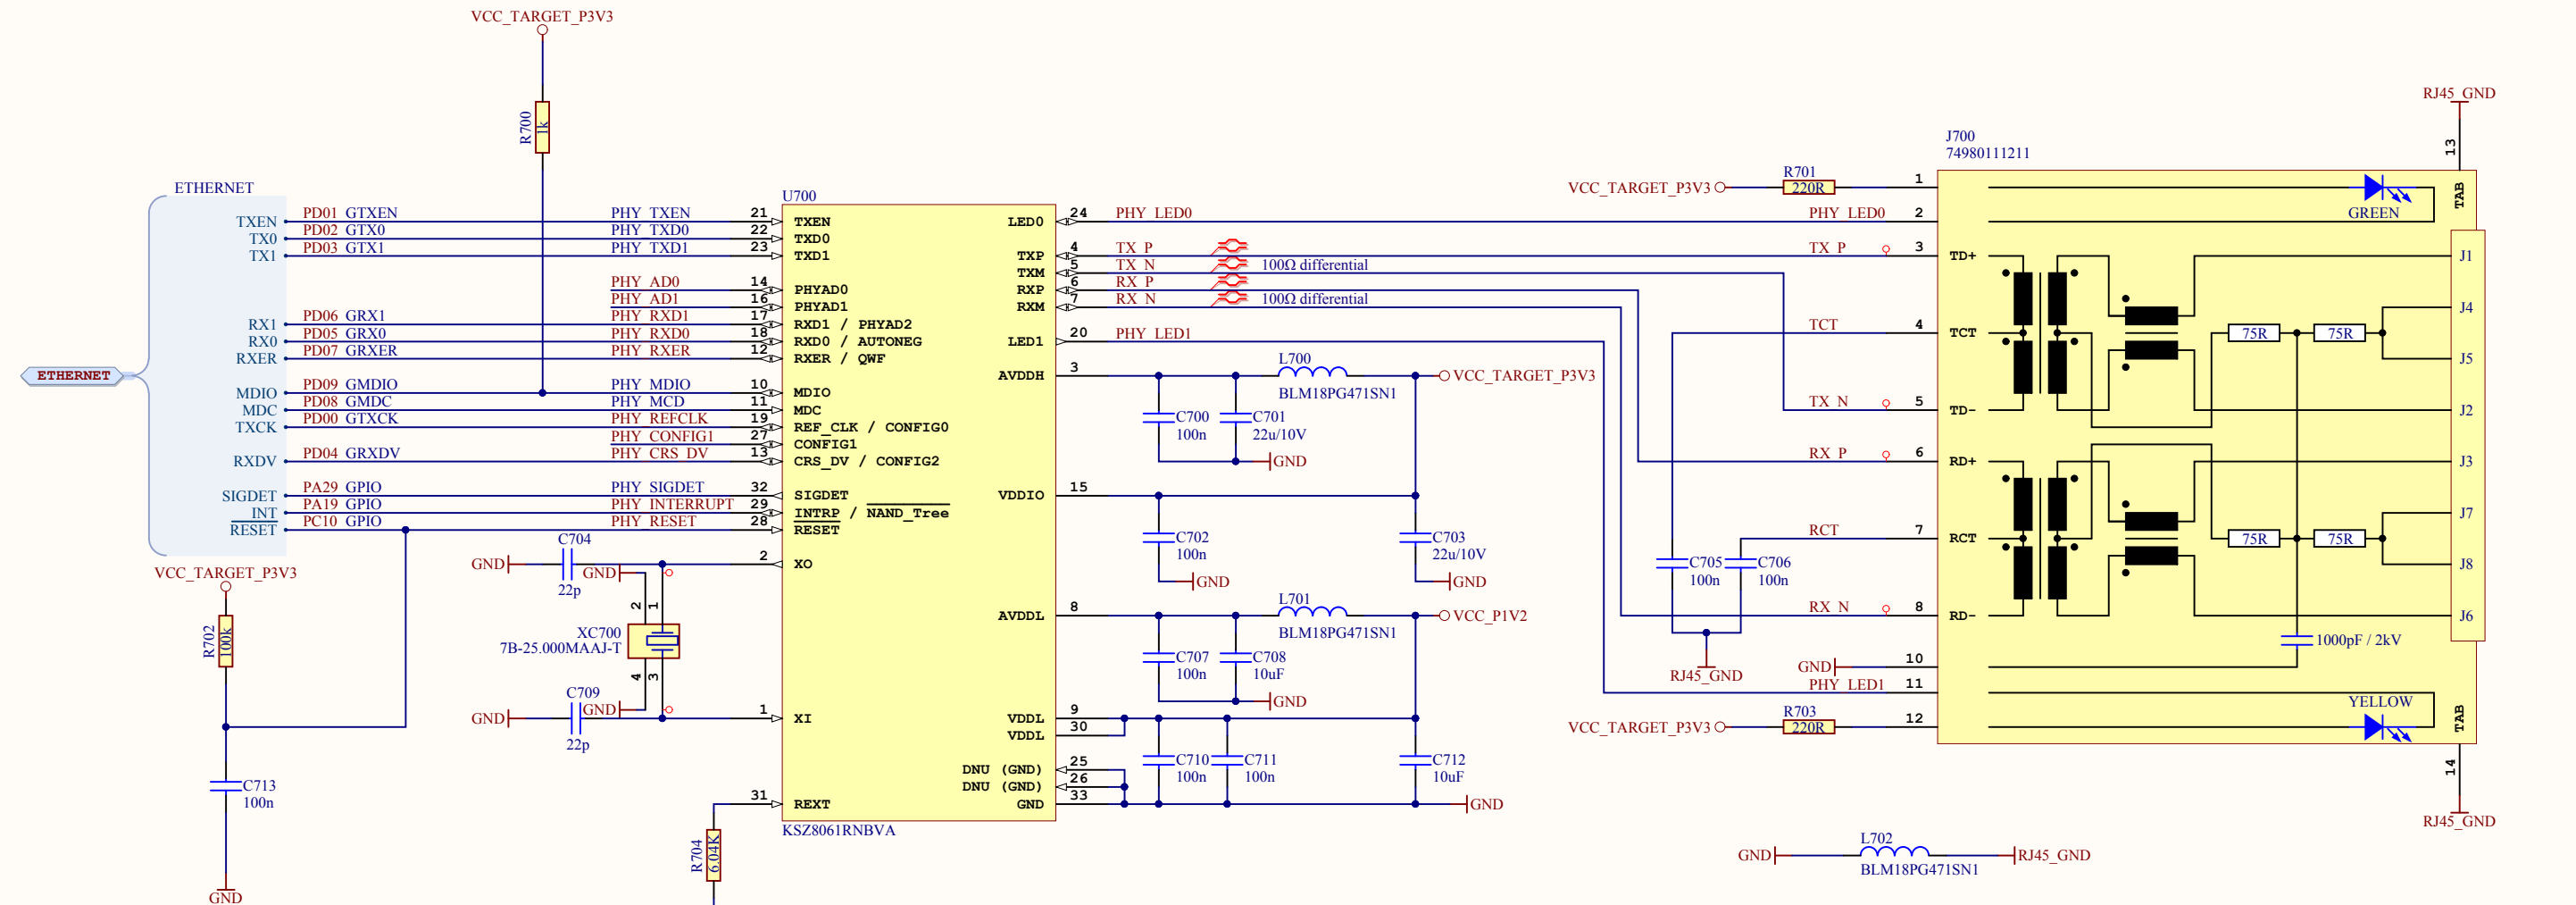 VCC_TARGET_P3V3
R700
1k
ETHERNET
ETHERNET
TXEN PD01 GTXEN PHY_TXEN 21 TXEN
TX0 PD02 GTX0 PHY_TXD0 22 TXD0
TX1 PD03 GTX1 PHY_TXD1 23 TXD1
PHY_AD0 14 PHYAD0
PHY_AD1 16 PHYAD1
RX1 PD06 GRX1 PHY_RXD1 17 RXD1 / PHYAD2
RX0 PD05 GRX0 PHY_RXD0 18 RXD0 / AUTONEG
RXER PD07 GRXER PHY_RXER 12 RXER / QWF
MDIO PD09 GMDIO PHY_MDIO 10 MDIO
MDC PD08 GMDC PHY_MCD 11 MDC
TXCK PD00 GTXCK PHY_REFCLK 19 REF_CLK / CONFIG0
PHY_CONFIG1 27 CONFIG1
RXDV PD04 GRXDV PHY_CRS_DV 13 CRS_DV / CONFIG2
SIGDET PA29 GPIO PHY_SIGDET 32 SIGDET
INT PA19 GPIO PHY_INTERRUPT 29 INTRP / NAND_Tree
RESET PC10 GPIO PHY_RESET 28 RESET
VCC_TARGET_P3V3
R702
100k
C713
100n
GND
GND
C704
22p
GND
2 XO
2 1
XC700
7B-25.000MAAJ-T
4 3
GND
C709
22p
GND
1 XI
31 REXT
R704
6.04K
U700
KSZ8061RNBVA
LED0 24 PHY_LED0
TXP 4 TX_P
TXM 5 TX_N 100Ω differential
RXP 6 RX_P
RXM 7 RX_N 100Ω differential
LED1 20 PHY_LED1
AVDDH 3
L700
BLM18PG471SN1
VCC_TARGET_P3V3
C700
100n
C701
22u/10V
GND
VDDIO 15
C702
100n
GND
C703
22u/10V
GND
AVDDL 8
L701
BLM18PG471SN1
VCC_P1V2
C707
100n
C708
10uF
GND
VDDL 9
VDDL 30
C710
100n
C711
100n
C712
10uF
DNU (GND) 25
DNU (GND) 26
GND 33
GND
J700
74980111211
RJ45_GND
13
TAB
VCC_TARGET_P3V3
R701
220R
1
GREEN
PHY_LED0 2
TX_P 3 TD+
TCT 4 TCT
TX_N 5 TD-
RX_P 6 RD+
RCT 7 RCT
RX_N 8 RD-
C705
100n
C706
100n
RJ45_GND
GND 10
PHY_LED1 11
VCC_TARGET_P3V3
R703
220R
12
YELLOW
75R 75R
75R 75R
1000pF / 2kV
J1
J4
J5
J2
J3
J7
J8
J6
TAB
14
RJ45_GND
GND
L702
BLM18PG471SN1
RJ45_GND